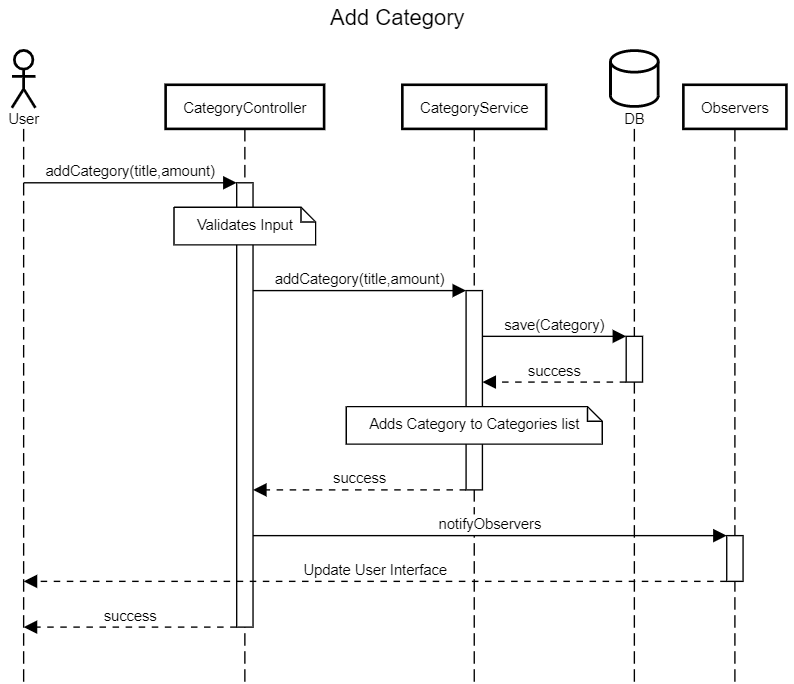 Add Category
User
CategoryController
CategoryService
DB
Observers
addCategory(title,amount)
Validates Input
addCategory(title,amount)
save(Category)
success
Adds Category to Categories list
success
notifyObservers
Update User Interface
success